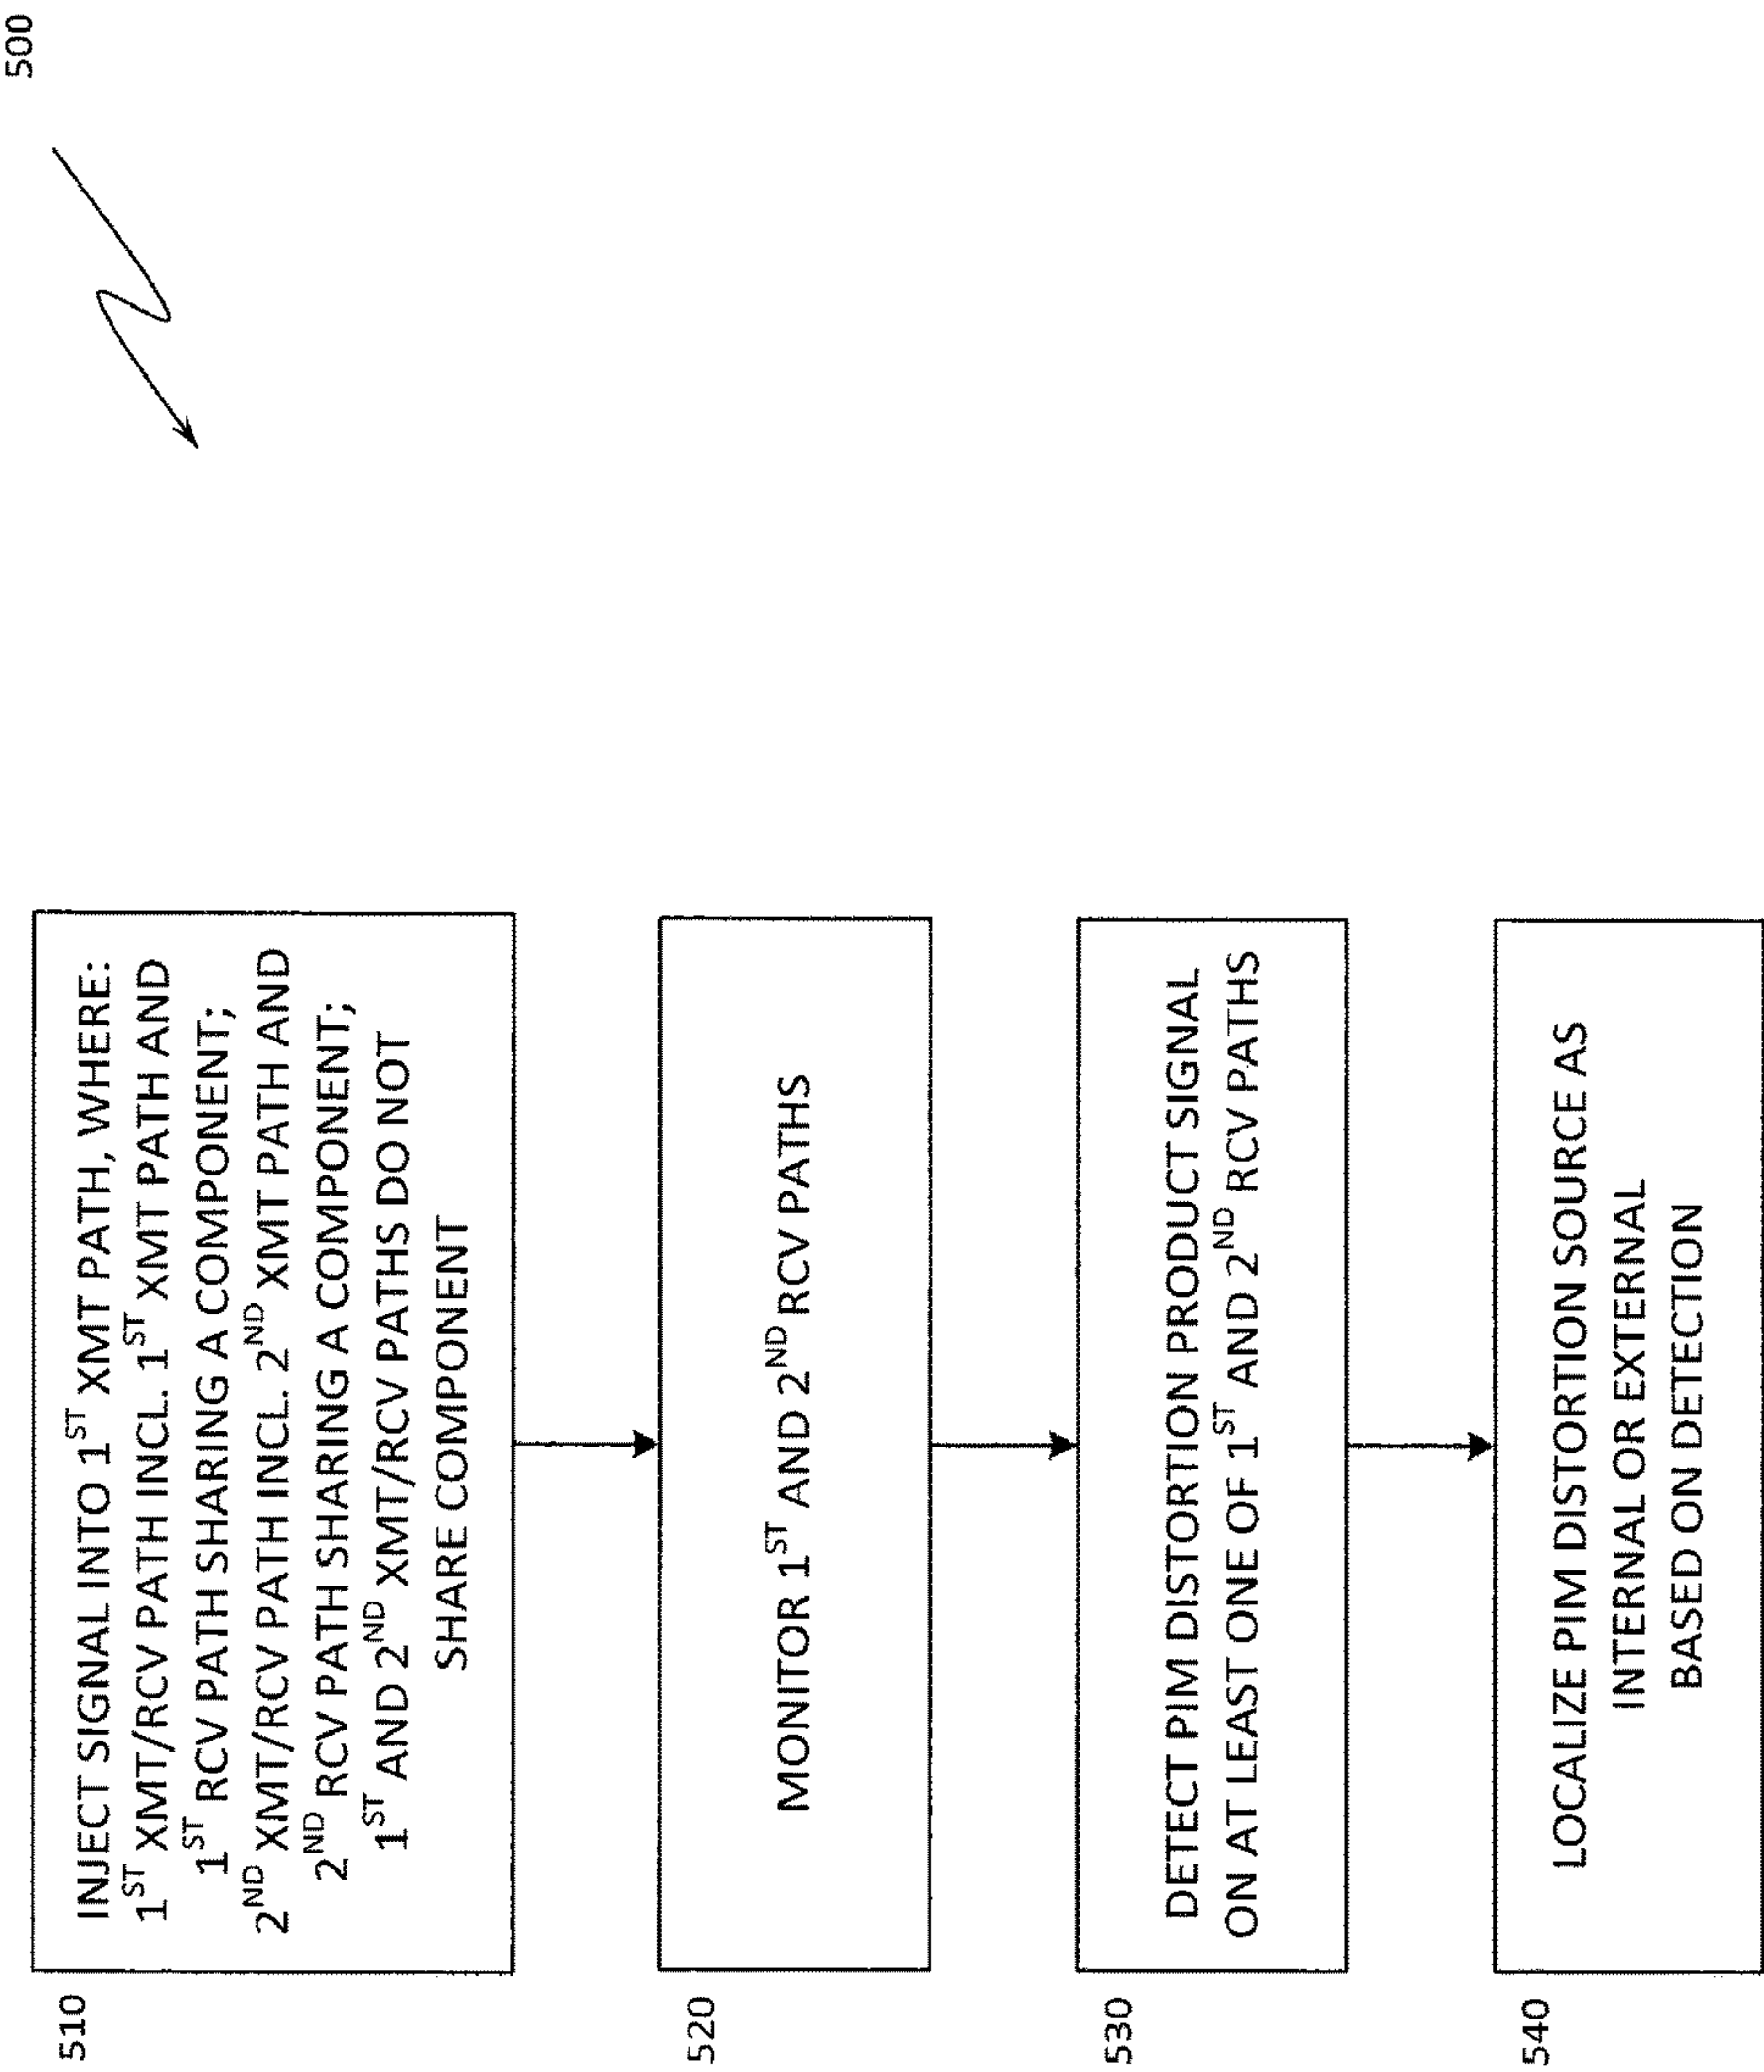 500
510
INJECT SIGNAL INTO 1ST XMT PATH, WHERE:
1ST XMT/RCV PATH INCL. 1ST XMT PATH AND
1ST RCV PATH SHARING A COMPONENT;
2ND XMT/RCV PATH INCL. 2ND XMT PATH AND
2ND RCV PATH SHARING A COMPONENT;
1ST AND 2ND XMT/RCV PATHS DO NOT
SHARE COMPONENT
520
MONITOR 1ST AND 2ND RCV PATHS
530
DETECT PIM DISTORTION PRODUCT SIGNAL
ON AT LEAST ONE OF 1ST AND 2ND RCV PATHS
540
LOCALIZE PIM DISTORTION SOURCE AS
INTERNAL OR EXTERNAL
BASED ON DETECTION